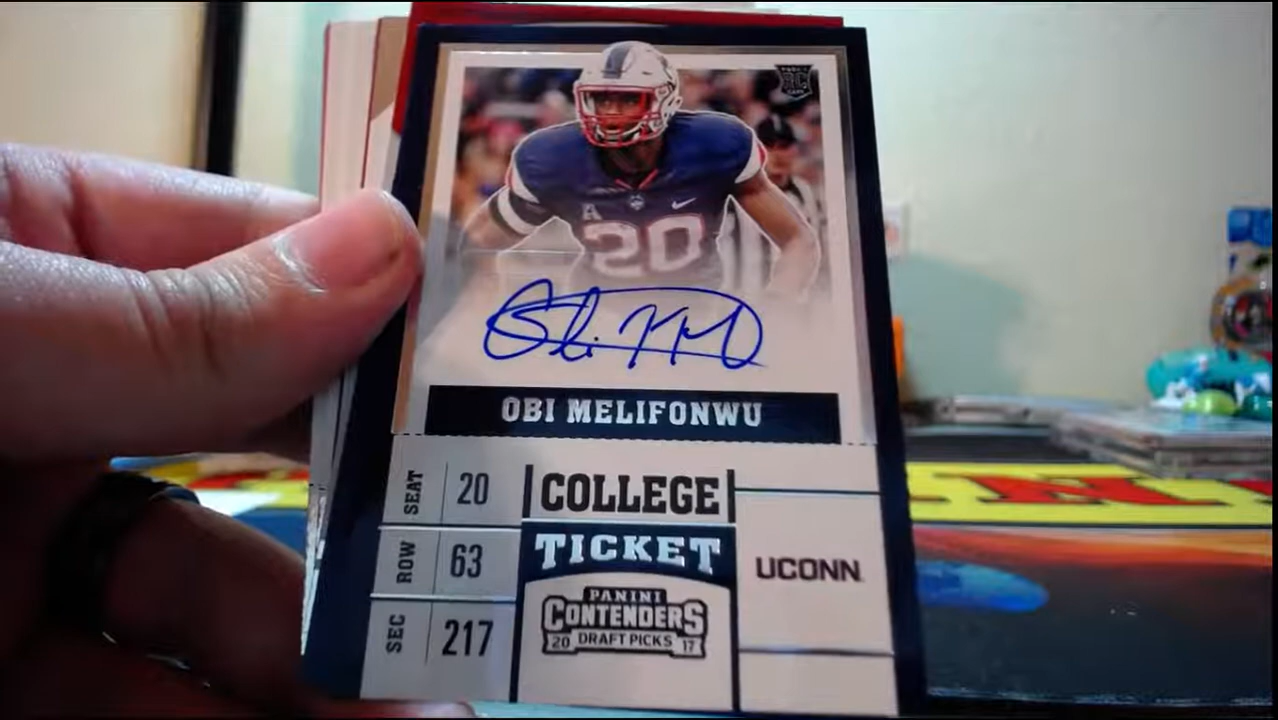 RC
A
20
OBI MELIFONWU
SEAT 20
COLLEGE
TICKET
ROW 63
UCONN
PANINI
CONTENDERS
20 DRAFT PICKS 17
SEC 217